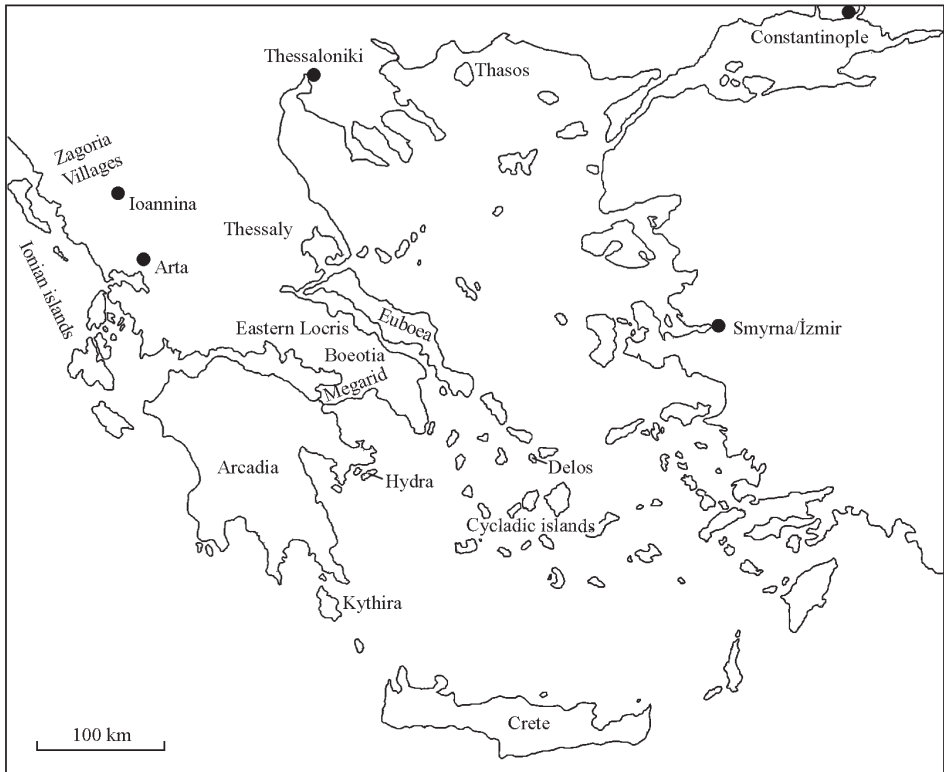 Constantinople
Thessaloniki
Thasos
Zagoria
Villages
Ioannina
Thessaly
Arta
Ionian islands
Euboea
Eastern Locris
Smyrna/İzmir
Boeotia
Megarid
Arcadia
Delos
Hydra
Cycladic islands
Kythira
Crete
100 km